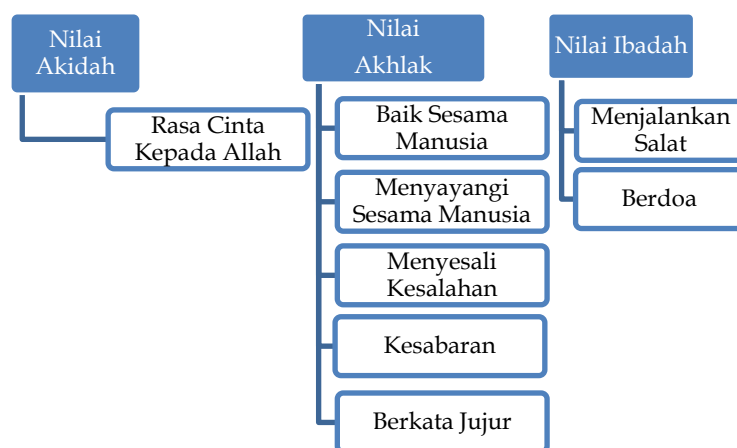 Nilai
Akidah
Rasa Cinta
Kepada Allah
Nilai
Akhlak
Baik Sesama
Manusia
Menyayangi
Sesama Manusia
Menyesali
Kesalahan
Kesabaran
Berkata Jujur
Nilai Ibadah
Menjalankan
Salat
Berdoa